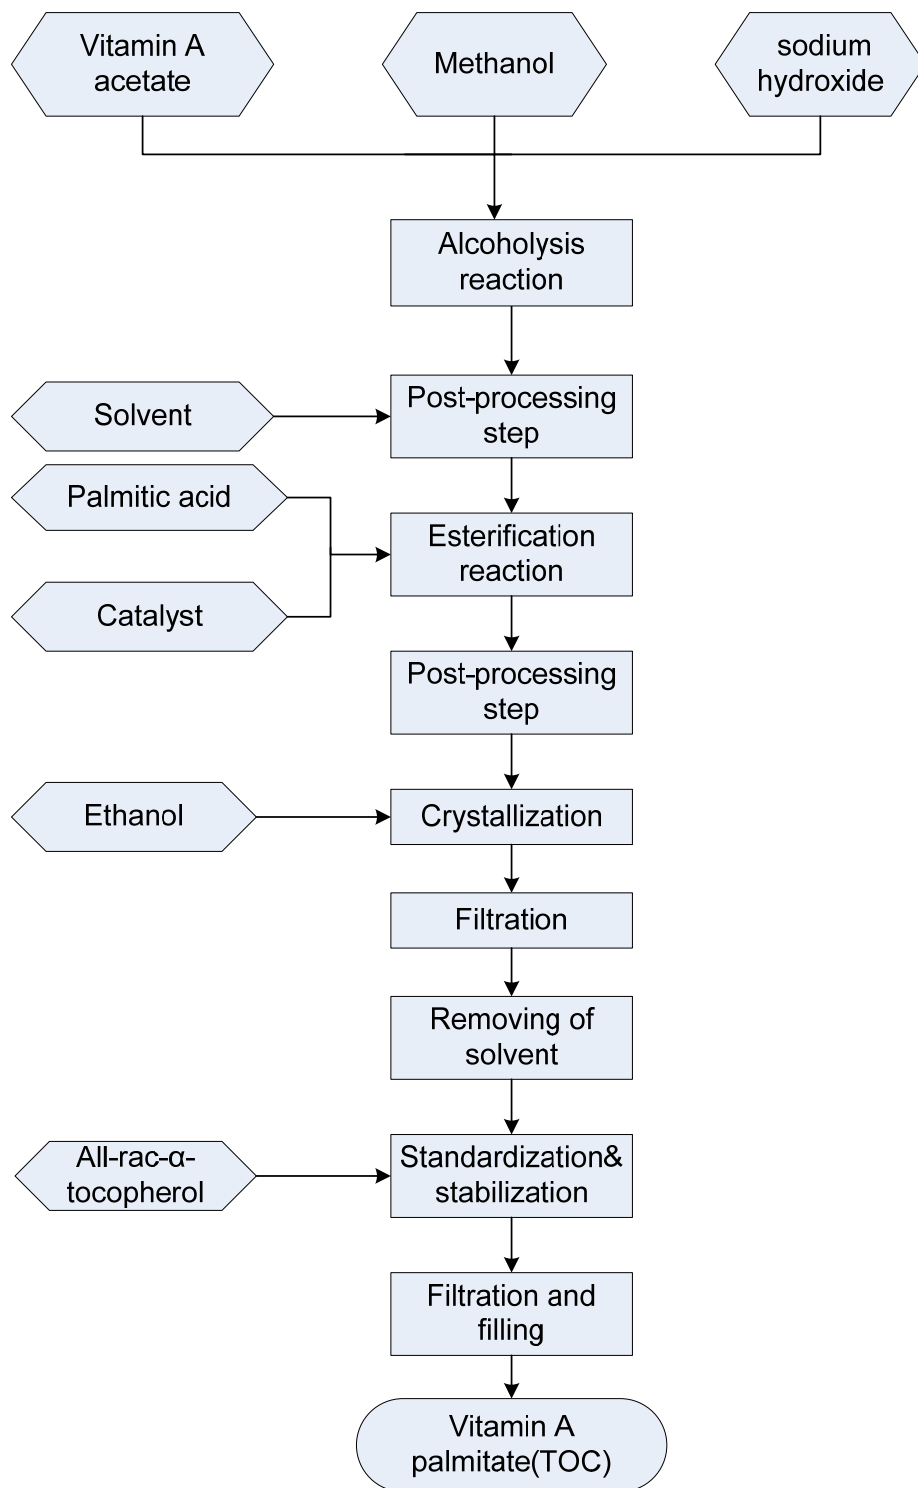 Vitamin A
acetate
Methanol
sodium
hydroxide
Alcoholysis
reaction
Solvent
Post-processing
step
Palmitic acid
Esterification
reaction
Catalyst
Post-processing
step
Ethanol
Crystallization
Filtration
Removing of
solvent
All-rac-α-
tocopherol
Standardization&
stabilization
Filtration and
filling
Vitamin A
palmitate(TOC)